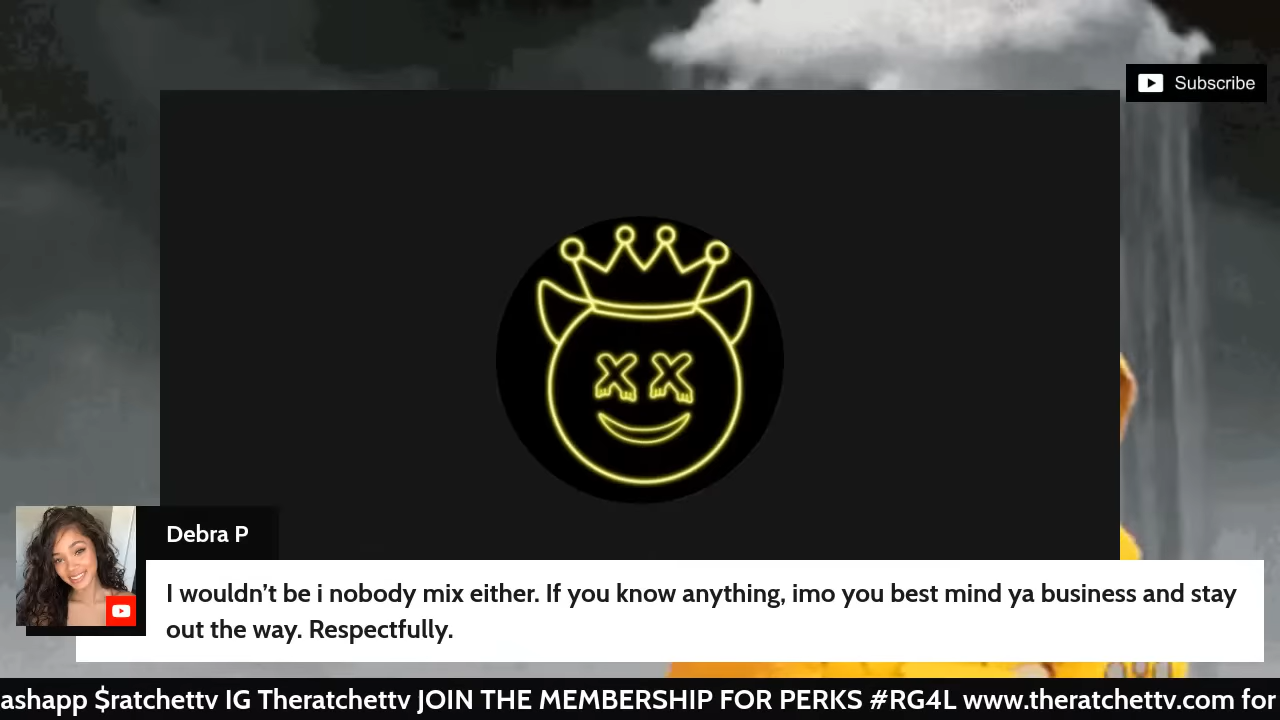 Subscribe
Debra P
I wouldn't be i nobody mix either. If you know anything, imo you best mind ya business and stay
out the way. Respectfully.
ashapp $ratchettv IG Theratchettv JOIN THE MEMBERSHIP FOR PERKS #RG4L www.theratchettv.com for